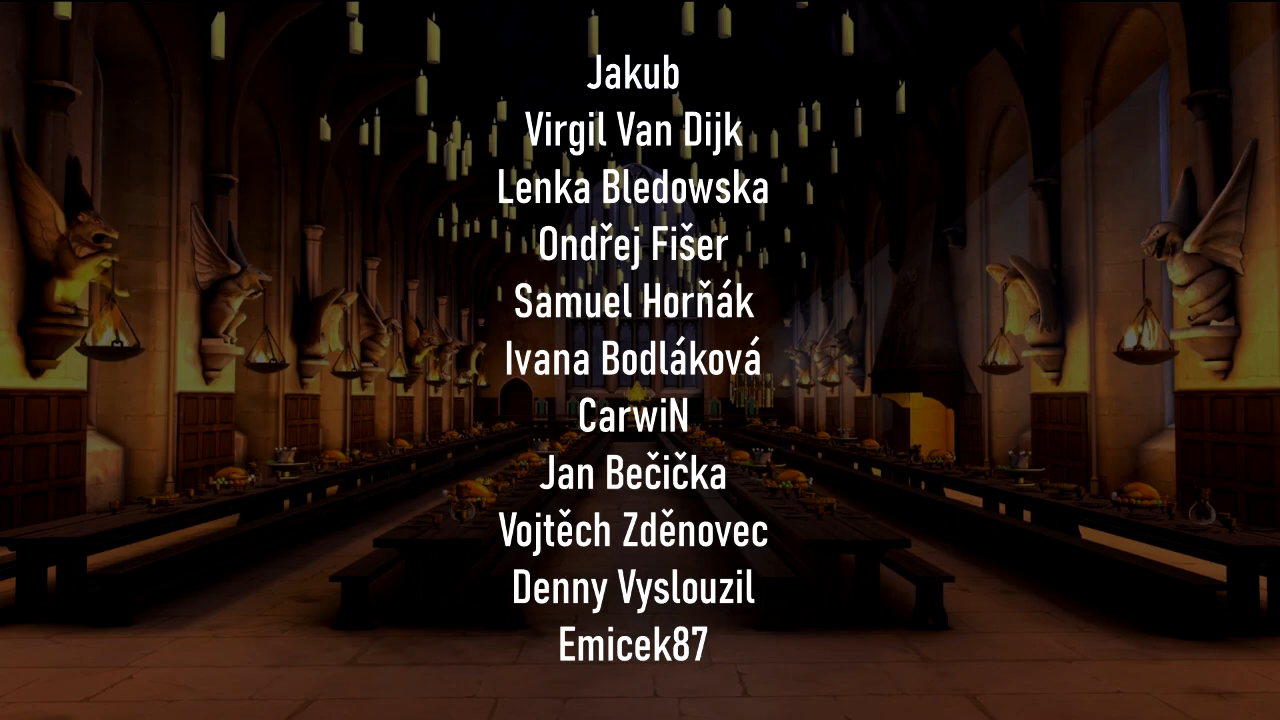 Jakub
Virgil Van Dijk
Lenka Bledowska
Ondřej Fišer
Samuel Horňák
Ivana Bodláková
CarwiN
Jan Bečička
Vojtěch Zděnovec
Denny Vyslouzil
Emicek87